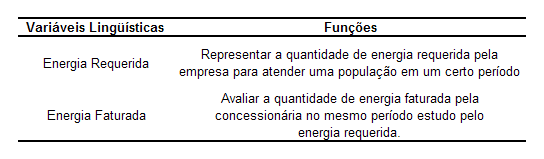 Variáveis Lingüísticas Funções
Energia Requerida
Representar a quantidade de energia requerida pela
empresa para atender uma população em um certo período
Energia Faturada
Avaliar a quantidade de energia faturada pela
concessionária no mesmo período estudo pelo
energia requerida.